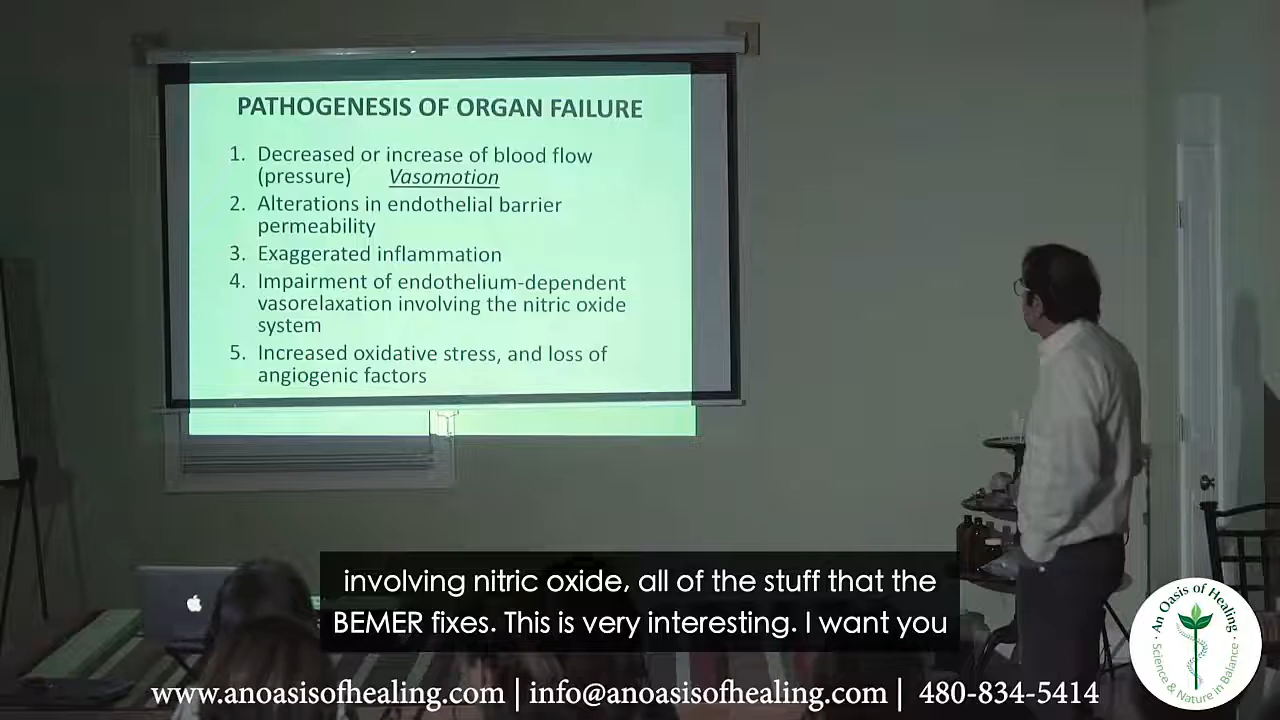 PATHOGENESIS OF ORGAN FAILURE
1. Decreased or increase of blood flow
(pressure) Vasomotion
2. Alterations in endothelial barrier
permeability
3. Exaggerated inflammation
4. Impairment of endothelium-dependent
vasorelaxation involving the nitric oxide
system
5. Increased oxidative stress, and loss of
angiogenic factors
involving nitric oxide, all of the stuff that the
BEMER fixes. This is very interesting. I want you
An Oasis of Healing
Science & Nature in Balance
www.anoasisofhealing.com | info@anoasisofhealing.com | 480-834-5414